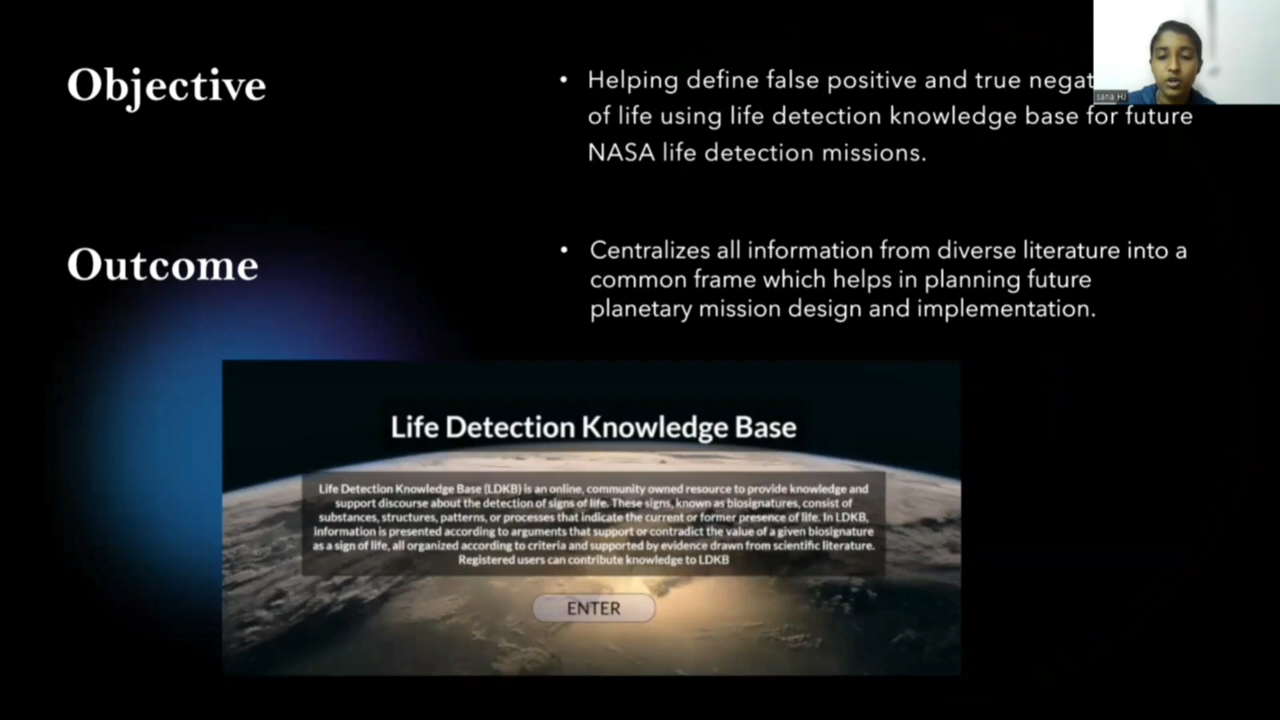 Objective
• Helping define false positive and true negat
of life using life detection knowledge base for future
NASA life detection missions.
sana HJ
Outcome
• Centralizes all information from diverse literature into a
common frame which helps in planning future
planetary mission design and implementation.
Life Detection Knowledge Base
Life Detection Knowledge Base (LDKB) is an online, community owned resource to provide knowledge and
support discourse about the detection of signs of life. These signs, known as biosignatures, consist of
substances, structures, patterns, or processes that indicate the current or former presence of life. In LDKB,
information is presented according to arguments that support or contradict the value of a given biosignature
as a sign of life, all organized according to criteria and supported by evidence drawn from scientific literature.
Registered users can contribute knowledge to LDKB
ENTER